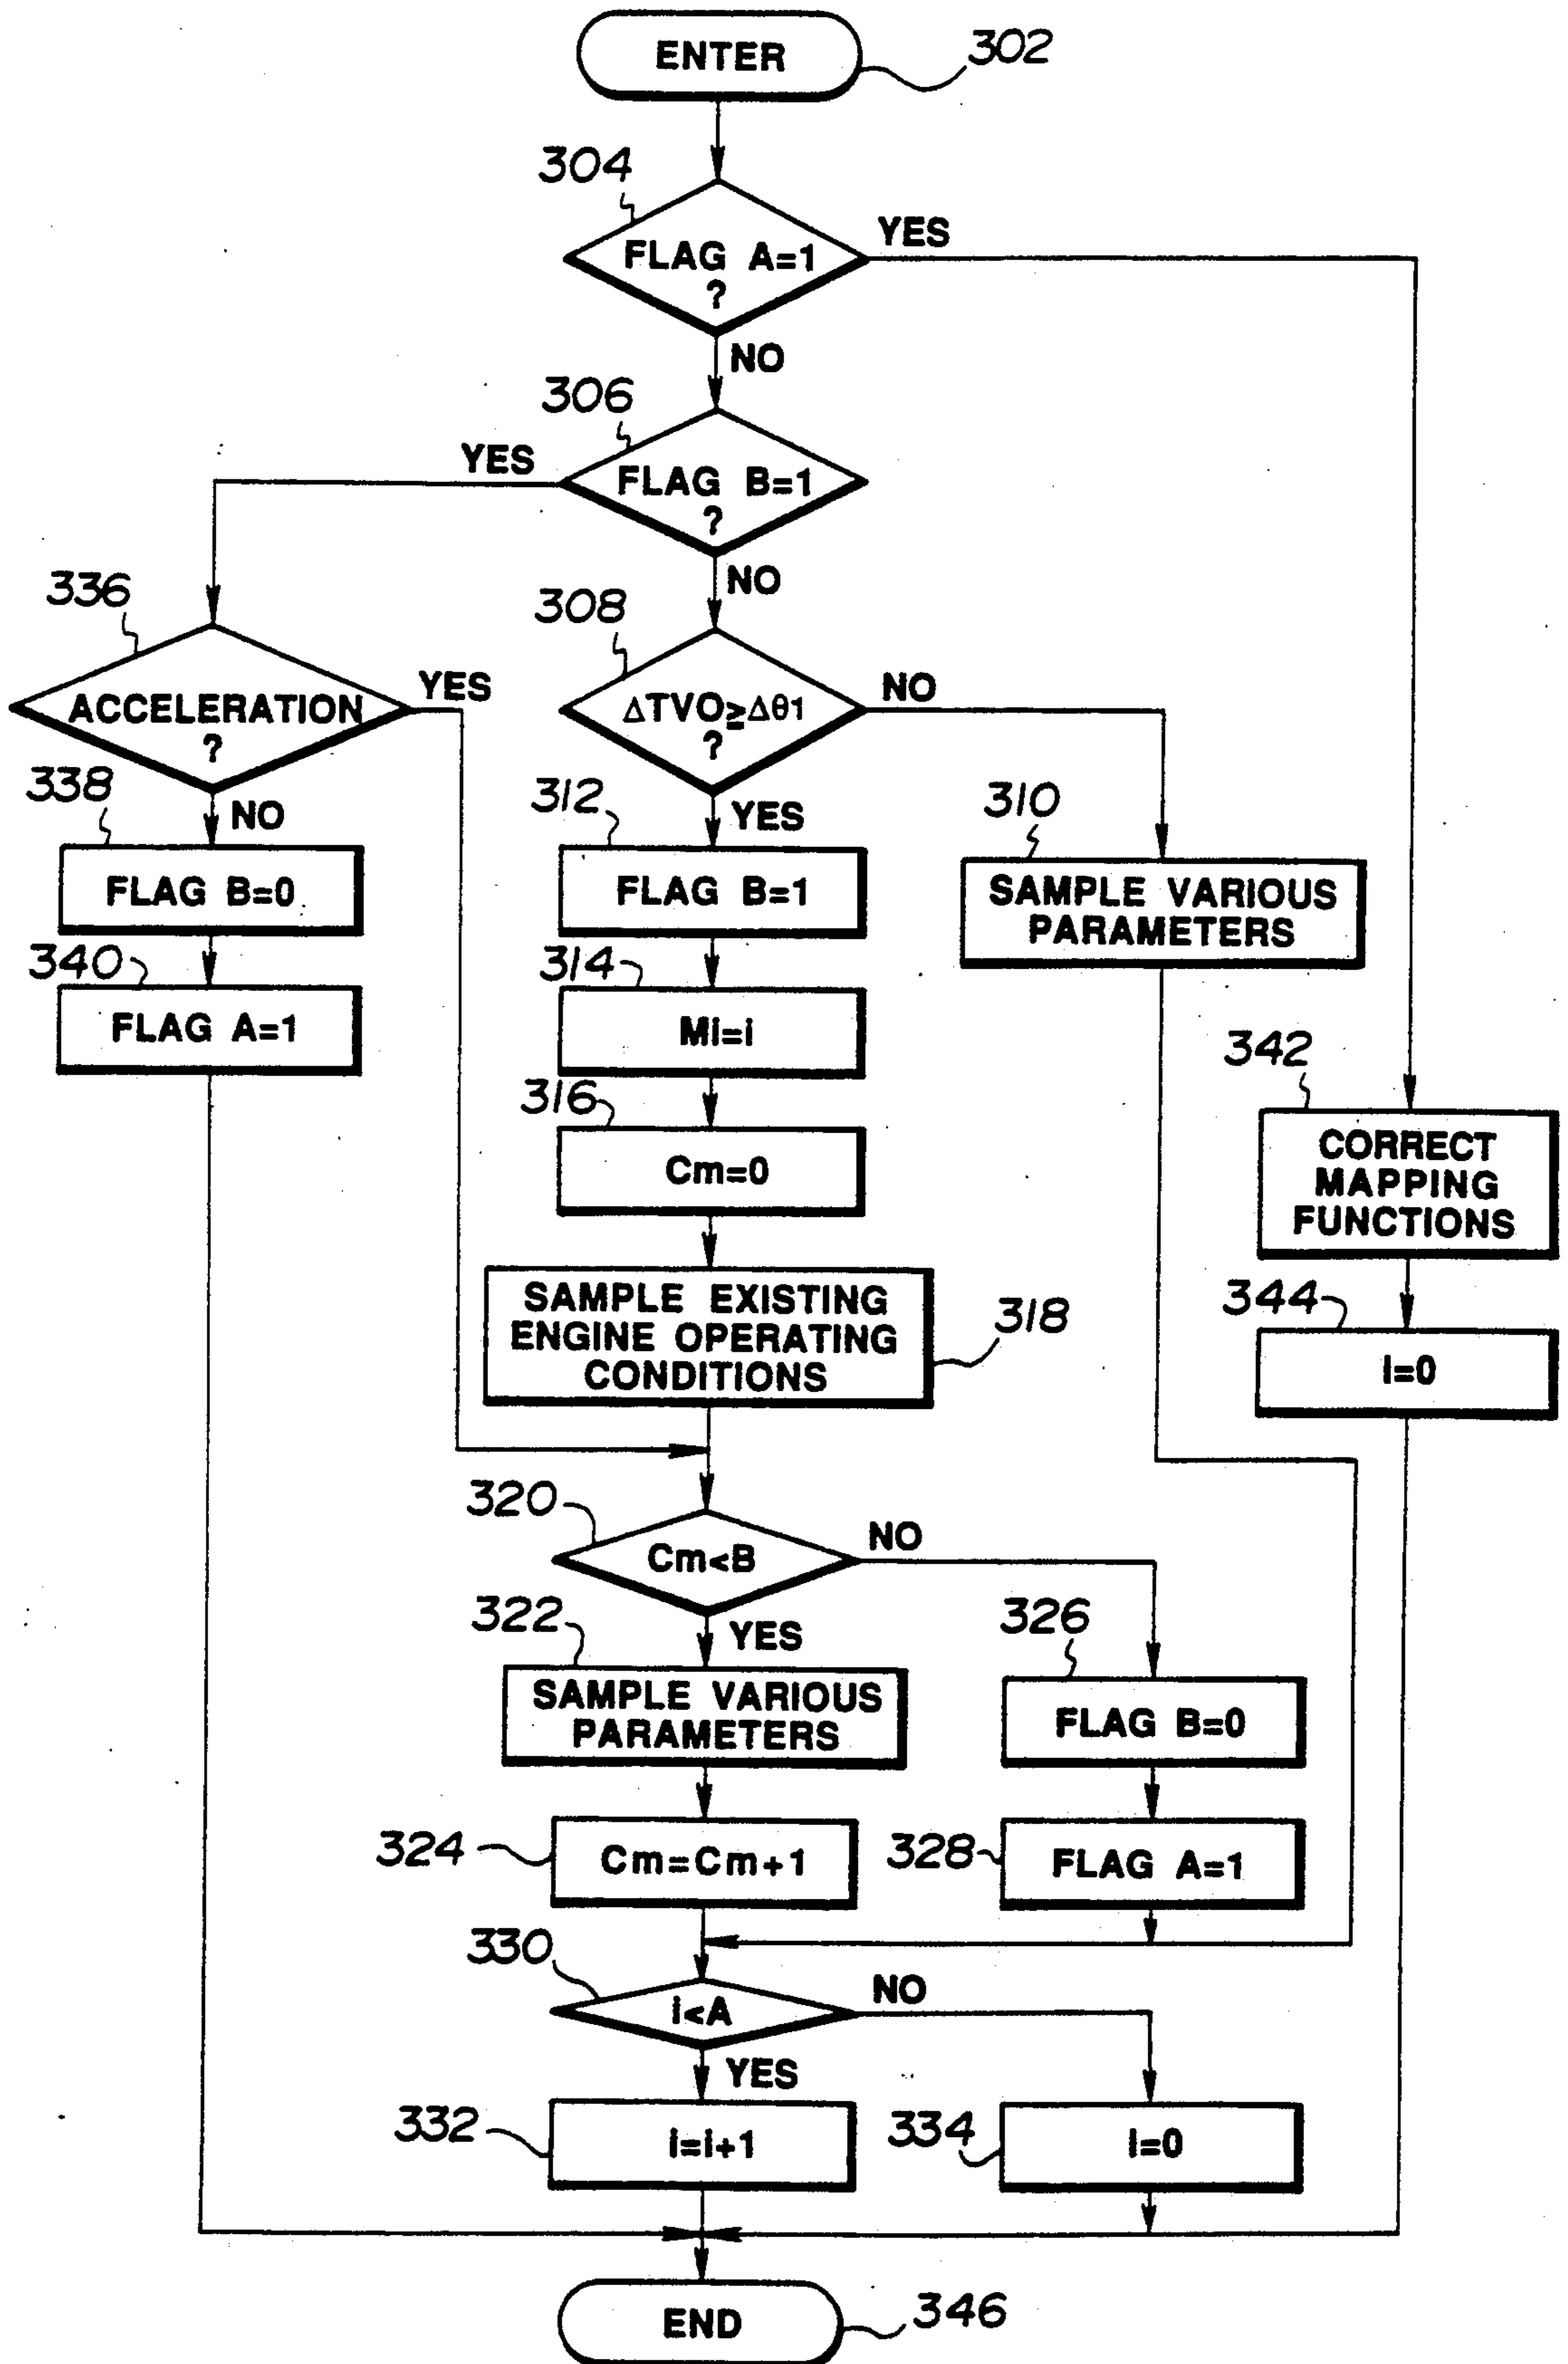 ENTER
302
304
FLAG A=1
?
YES
NO
306
FLAG B=1
?
YES
NO
336
ACCELERATION
?
YES
NO
308
ΔTVO≥Δθ1
?
NO
YES
338
FLAG B=0
312
FLAG B=1
310
SAMPLE VARIOUS
PARAMETERS
340
FLAG A=1
314
Mi=i
342
CORRECT
MAPPING
FUNCTIONS
316
Cm=0
318
SAMPLE EXISTING
ENGINE OPERATING
CONDITIONS
344
i=0
320
Cm<B
NO
YES
322
SAMPLE VARIOUS
PARAMETERS
326
FLAG B=0
324
Cm=Cm+1
328
FLAG A=1
330
i<A
NO
YES
332
i=i+1
334
i=0
END
346